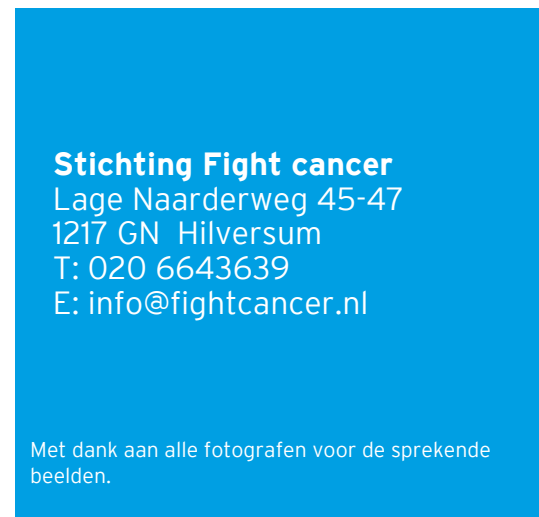 Stichting Fight cancer
Lage Naarderweg 45-47
1217 GN  Hilversum
T: 020 6643639
E: info@fightcancer.nl
Met dank aan alle fotografen voor de sprekende
beelden.